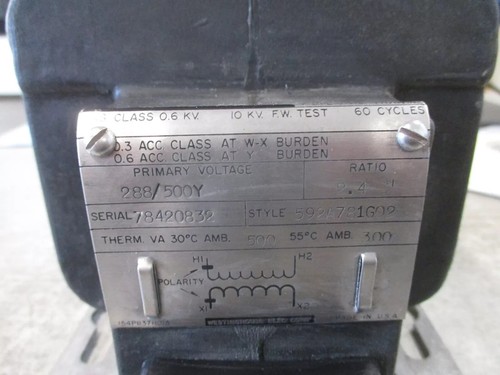 CLASS 0.6 KV. 10 KV. F.W. TEST 60 CYCLES
0.3 ACC CLASS AT W-X BURDEN
0.6 ACC CLASS AT Y BURDEN
PRIMARY VOLTAGE RATIO
288/500Y
SERIAL STYLE
THERM. VA 30°C AMB. 55°C AMB. 300
H1 H2
POLARITY
X1 X2
IN U.S.A.